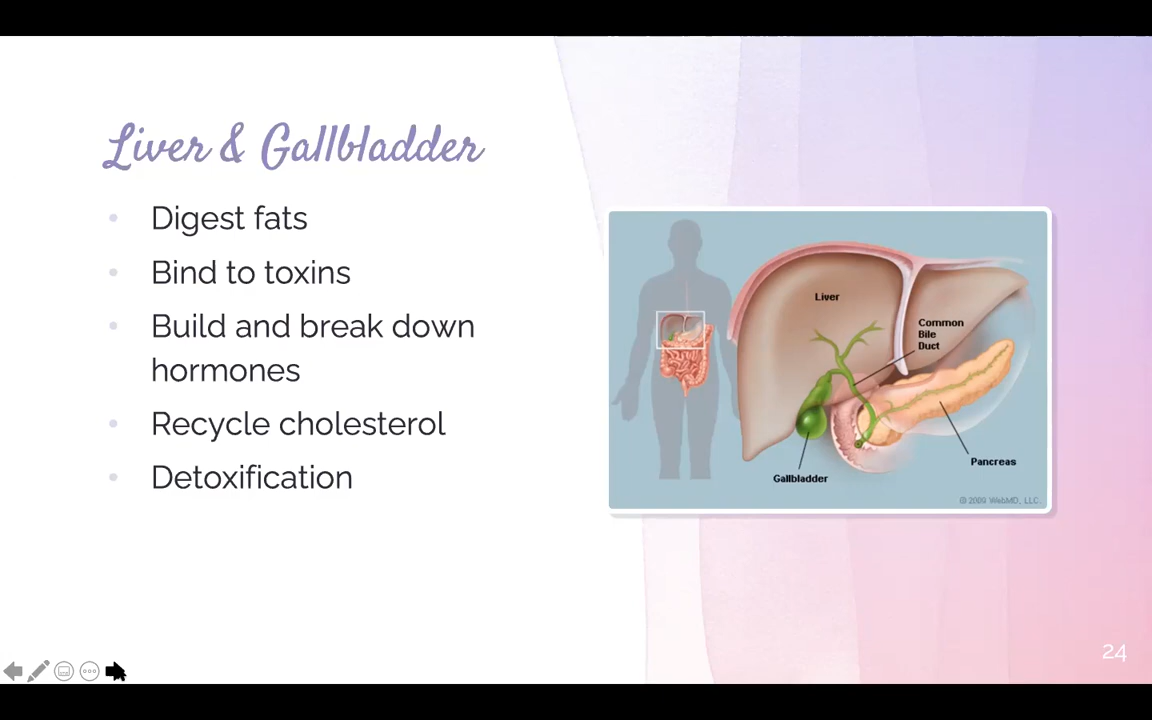 Liver & Gallbladder
• Digest fats
• Bind to toxins
• Build and break down
hormones
• Recycle cholesterol
• Detoxification
Liver
Common
Bile
Duct
Pancreas
Gallbladder
© 2009 WebMD, LLC.
24